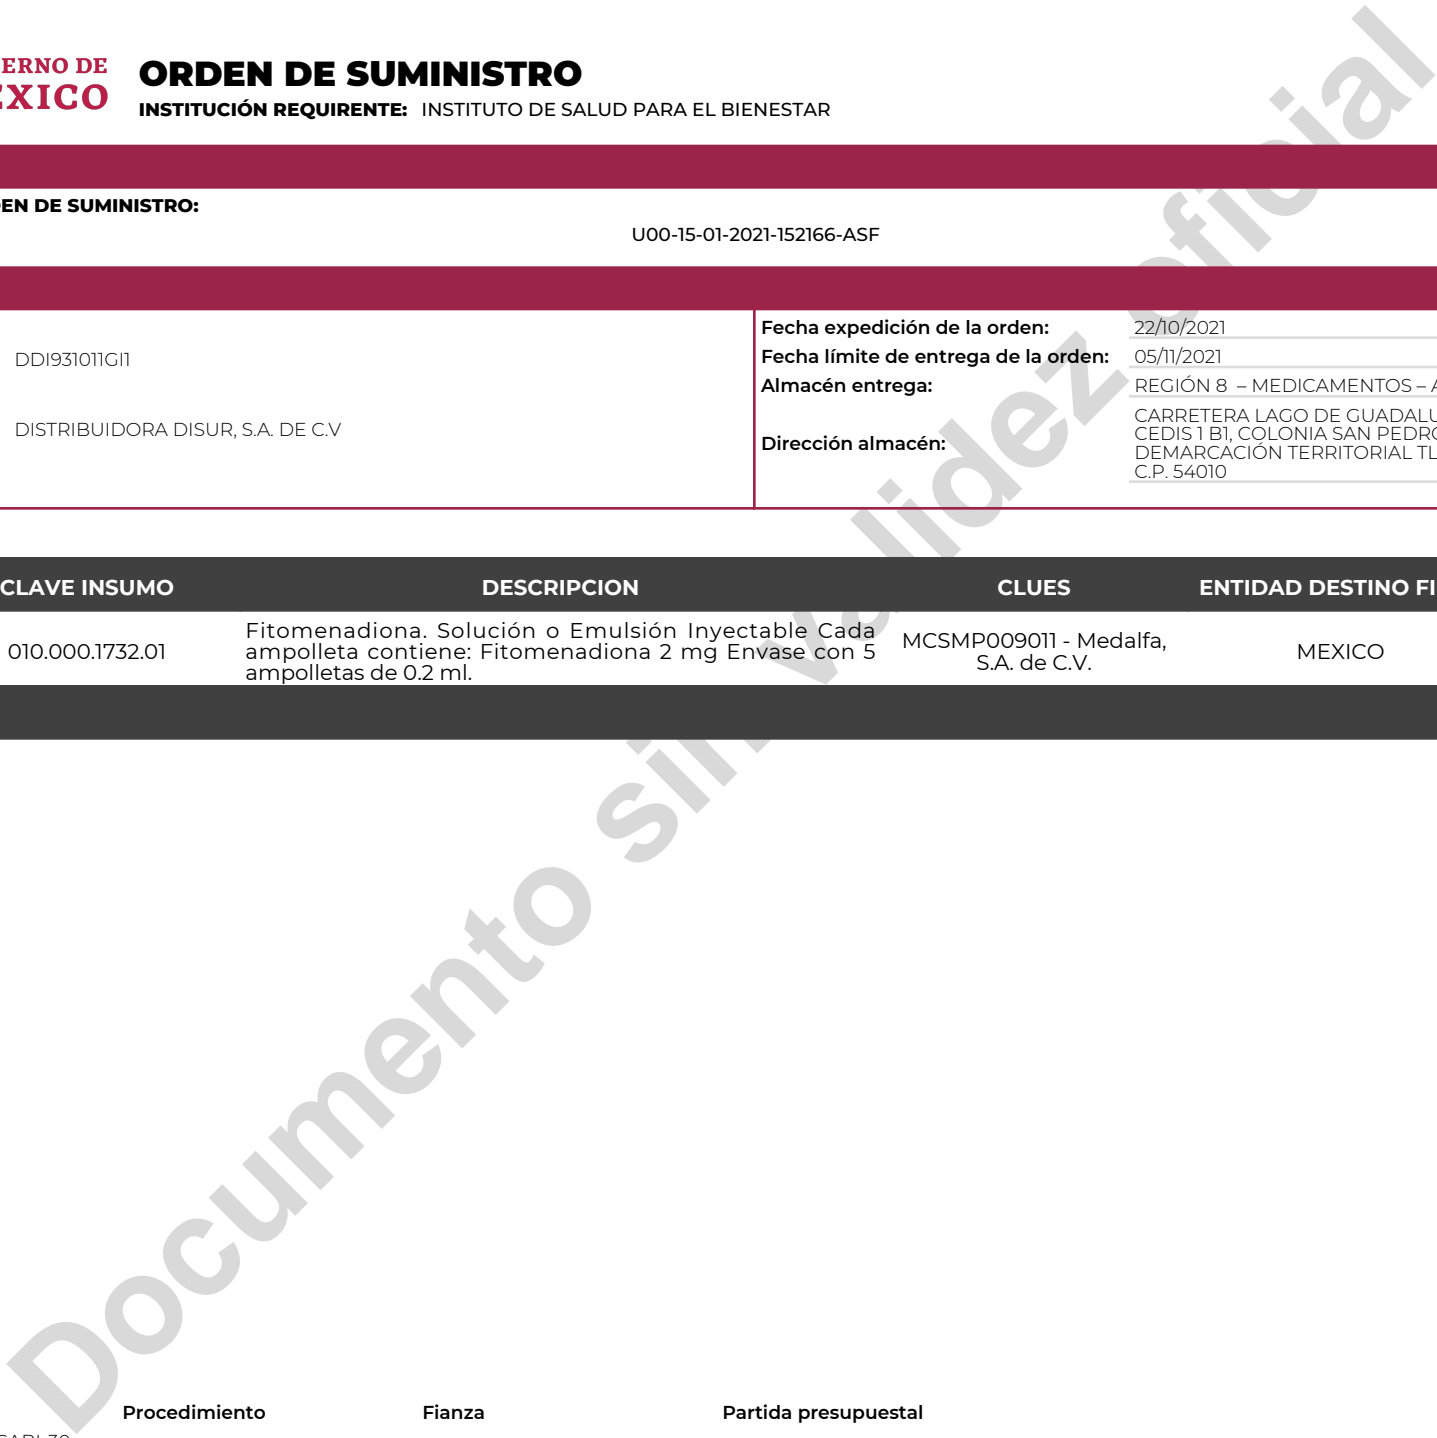 ERNO DE
EXICO
ORDEN DE SUMINISTRO
INSTITUCIÓN REQUIRENTE: INSTITUTO DE SALUD PARA EL BIENESTAR
EN DE SUMINISTRO:
U00-15-01-2021-152166-ASF
DDI931011GI1
DISTRIBUIDORA DISUR, S.A. DE C.V
Fecha expedición de la orden: 22/10/2021
Fecha límite de entrega de la orden: 05/11/2021
Almacén entrega: REGIÓN 8 – MEDICAMENTOS – A
Dirección almacén:
CARRETERA LAGO DE GUADALU
CEDIS 1 B1, COLONIA SAN PEDRO
DEMARCACIÓN TERRITORIAL TL
C.P. 54010
CLAVE INSUMO DESCRIPCION CLUES ENTIDAD DESTINO FI
010.000.1732.01
Fitomenadiona. Solución o Emulsión Inyectable Cada
ampolleta contiene: Fitomenadiona 2 mg Envase con 5
ampolletas de 0.2 ml.
MCSMP009011 - Medalfa,
S.A. de C.V.
MEXICO
Documento sin validez oficial
Procedimiento Fianza Partida presupuestal